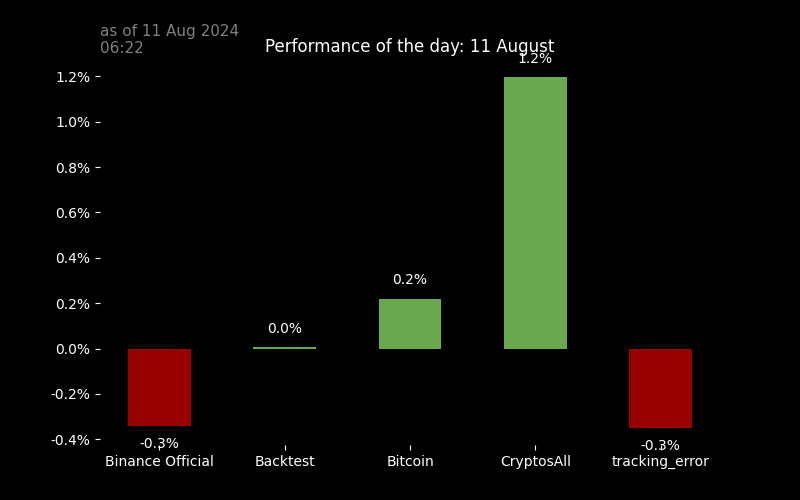 as of 11 Aug 2024
06:22
Performance of the day: 11 August
1.2%
1.2%
1.0%
0.8%
0.6%
0.4%
0.2%
0.2%
0.0%
0.0%
-0.2%
-0.4%
-0.3%
-0.3%
Binance Official
Backtest
Bitcoin
CryptosAll
tracking_error